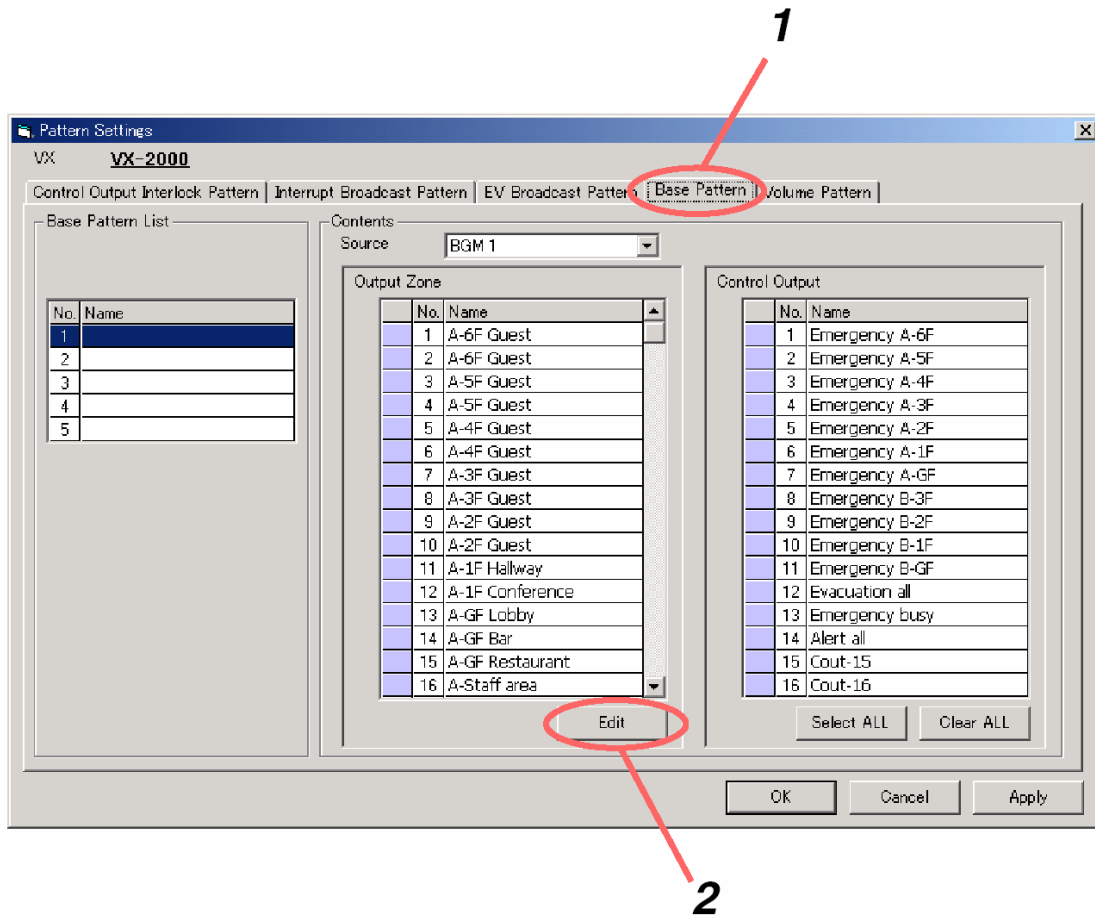 1
Pattern Settings
VX VX-2000
Control Output Interlock Pattern Interrupt Broadcast Pattern EV Broadcast Pattern Base Pattern Volume Pattern
Base Pattern List
No. Name
1
2
3
4
5
Contents
Source BGM 1
Output Zone
No. Name
1 A-6F Guest
2 A-6F Guest
3 A-5F Guest
4 A-5F Guest
5 A-4F Guest
6 A-4F Guest
7 A-3F Guest
8 A-3F Guest
9 A-2F Guest
10 A-2F Guest
11 A-1F Hallway
12 A-1F Conference
13 A-GF Lobby
14 A-GF Bar
15 A-GF Restaurant
16 A-Staff area
Edit
Control Output
No. Name
1 Emergency A-6F
2 Emergency A-5F
3 Emergency A-4F
4 Emergency A-3F
5 Emergency A-2F
6 Emergency A-1F
7 Emergency A-GF
8 Emergency B-3F
9 Emergency B-2F
10 Emergency B-1F
11 Emergency B-GF
12 Evacuation all
13 Emergency busy
14 Alert all
15 Cout-15
16 Cout-16
Select ALL Clear ALL
OK Cancel Apply
2